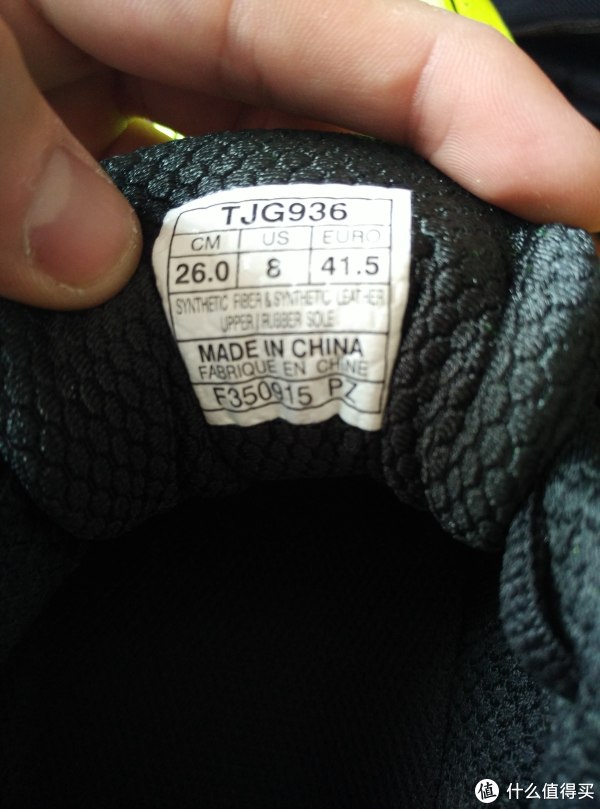 TJG936
CM US EURO
26.0 8 41.5
SYNTHETIC FIBER & SYNTHETIC LEATHER
UPPER / RUBBER SOLE
MADE IN CHINA
FABRIQUE EN CHINE
F350915 PZ
值 什么值得买